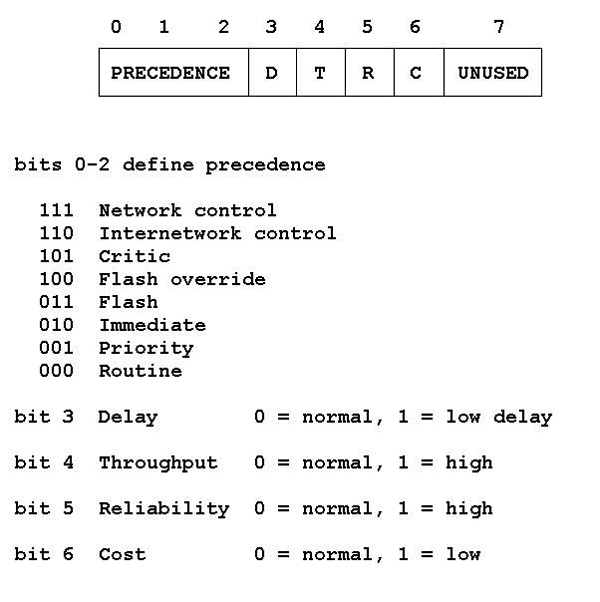 0 1 2 3 4 5 6 7
PRECEDENCE D T R C UNUSED
bits 0-2 define precedence
111 Network control
110 Internetwork control
101 Critic
100 Flash override
011 Flash
010 Immediate
001 Priority
000 Routine
bit 3 Delay 0 = normal, 1 = low delay
bit 4 Throughput 0 = normal, 1 = high
bit 5 Reliability 0 = normal, 1 = high
bit 6 Cost 0 = normal, 1 = low